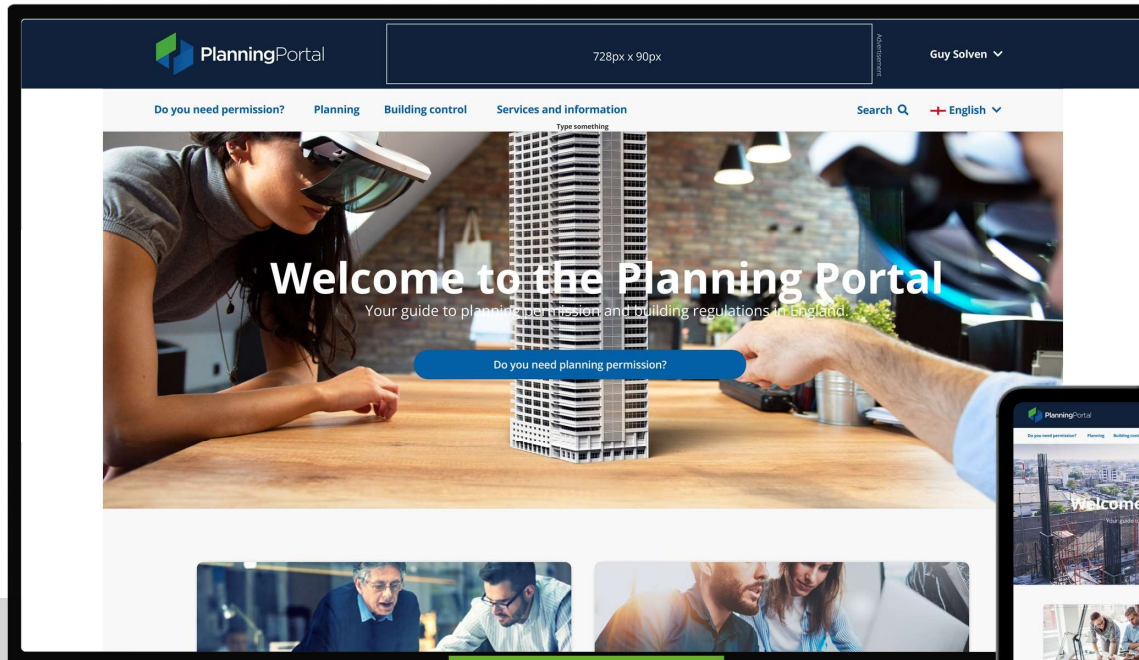 PlanningPortal
728px x 90px
Advertisement
Guy Solven
Do you need permission? Planning Building control Services and information Search English
Type something
Welcome to the Planning Portal
Your guide to planning permission and building regulations in England.
Do you need planning permission?
PlanningPortal
Do you need permission? Planning Building
Welcome
Your guide